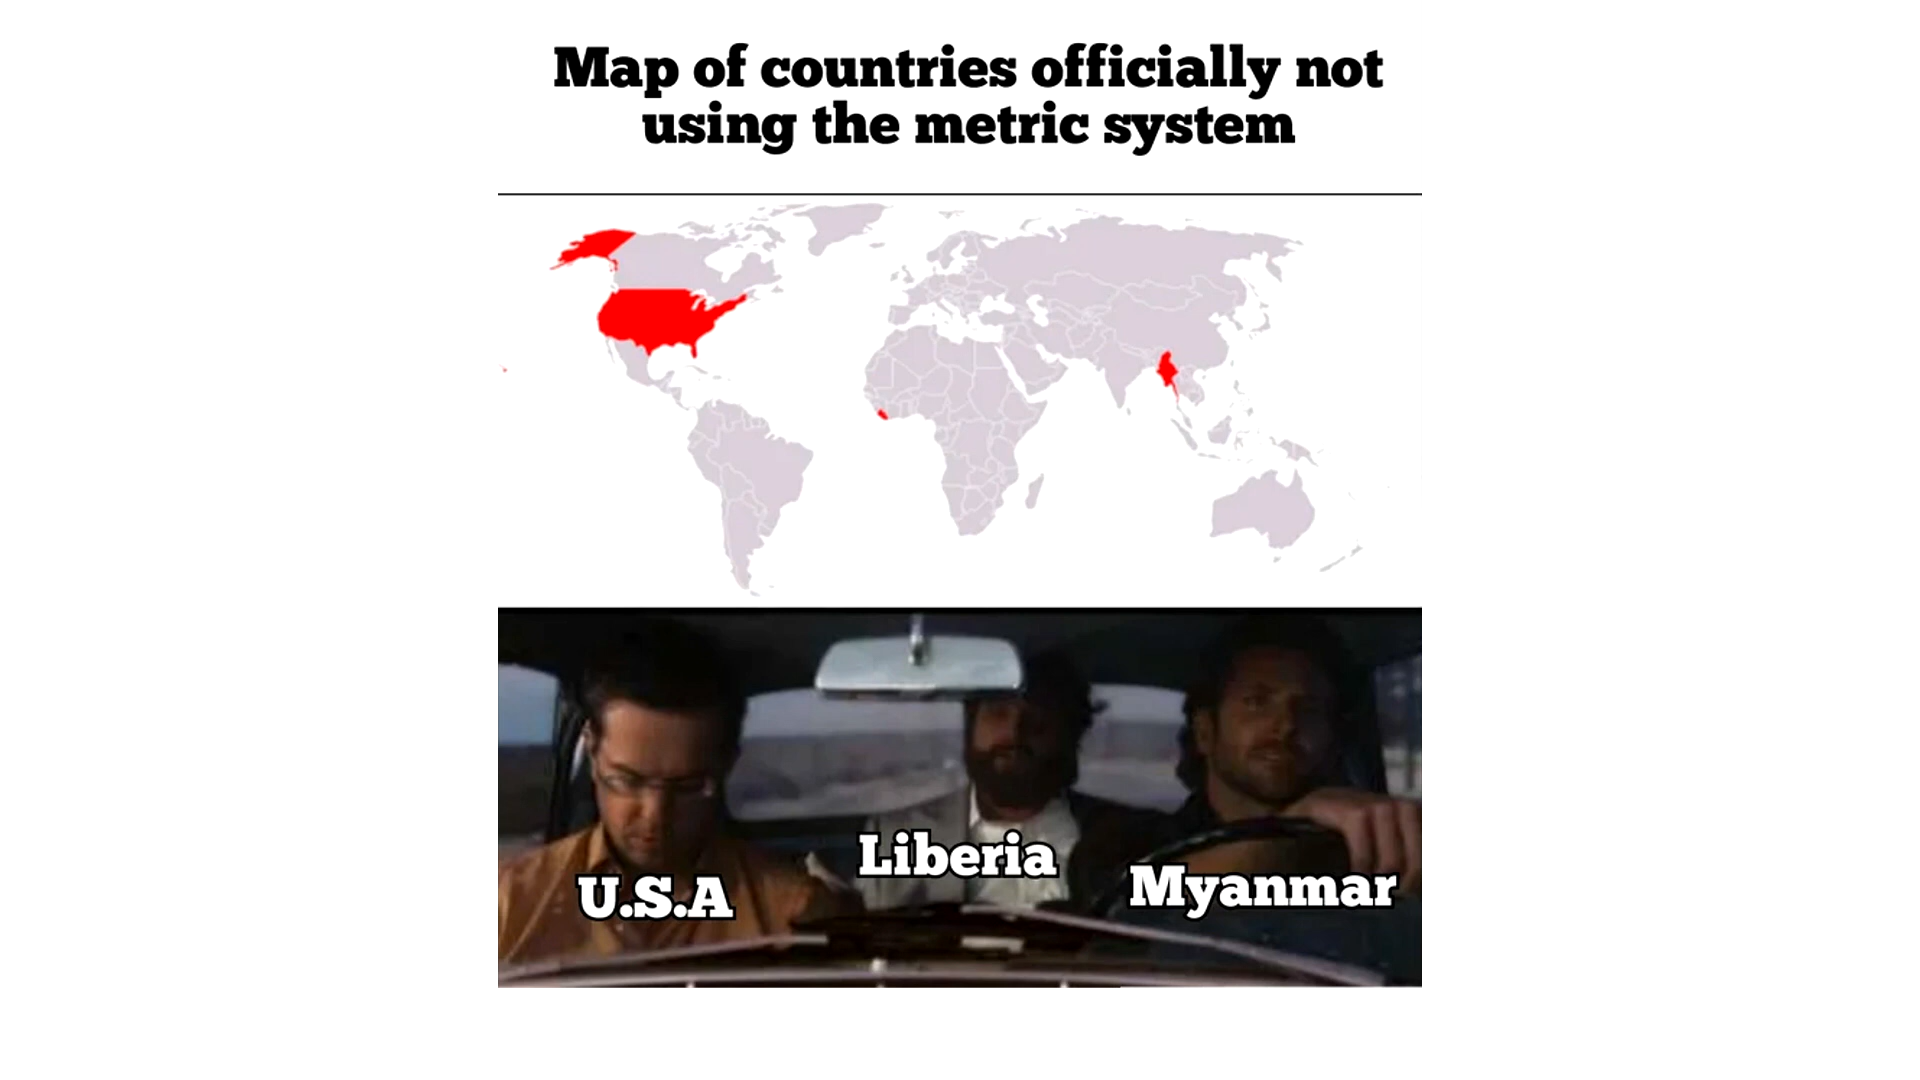 Map of countries officially not
using the metric system
U.S.A
Liberia
Myanmar